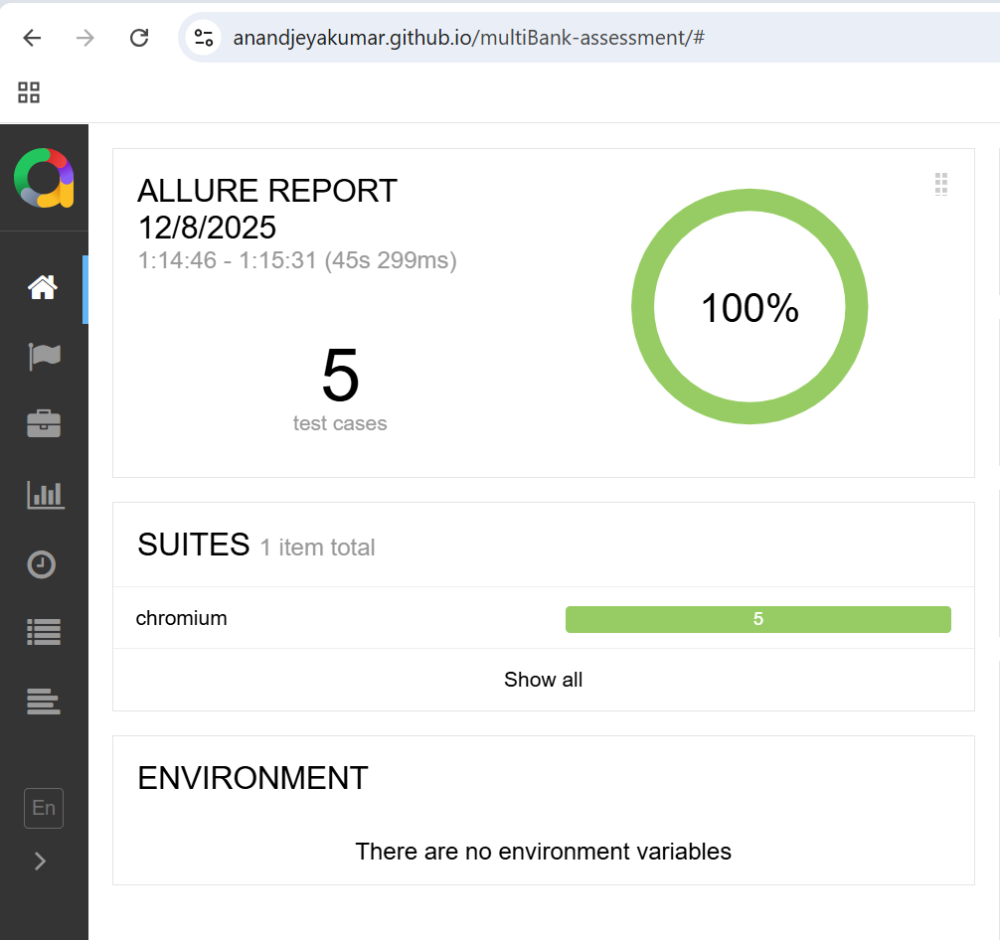 anandjeyakumar.github.io/multiBank-assessment/#
ALLURE REPORT
12/8/2025
1:14:46 - 1:15:31 (45s 299ms)
5
test cases
100%
SUITES 1 item total
chromium 5
Show all
ENVIRONMENT
There are no environment variables
En